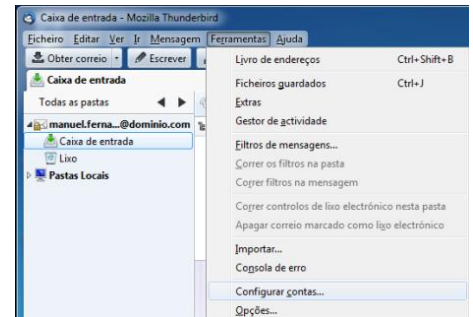 Caixa de entrada - Mozilla Thunderbird
Ficheiro Editar Ver Ir Mensagem Ferramentas Ajuda
Obter correio Escrever
Caixa de entrada
Todas as pastas
manuel.ferna...@dominio.com
Caixa de entrada
Lixo
Pastas Locais
Livro de endereços Ctrl+Shift+B
Ficheiros guardados Ctrl+J
Extras
Gestor de actividade
Filtros de mensagens...
Correr os filtros na pasta
Correr filtros na mensagem
Correr controlos de lixo electrónico nesta pasta
Apagar correio marcado como lixo electrónico
Importar...
Consola de erro
Configurar contas...
Opções...